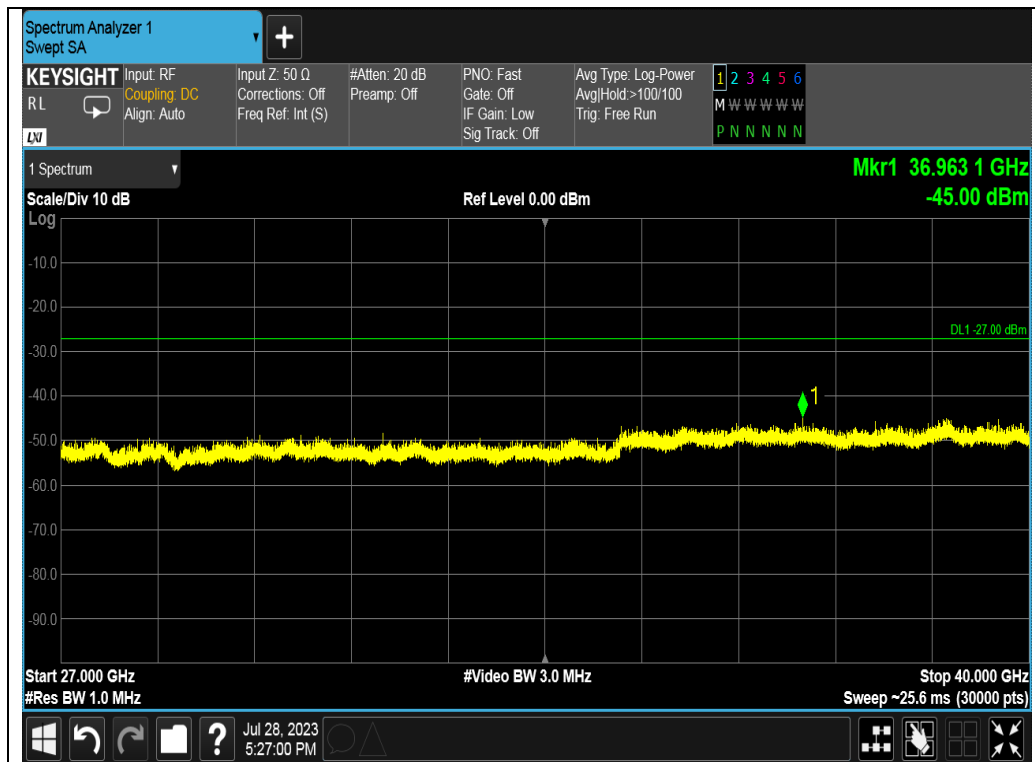 Spectrum Analyzer 1
Swept SA
+
KEYSIGHT
RL
LXI
Input: RF
Coupling: DC
Align: Auto
Input Z: 50 Ω
Corrections: Off
Freq Ref: Int (S)
#Atten: 20 dB
Preamp: Off
PNO: Fast
Gate: Off
IF Gain: Low
Sig Track: Off
Avg Type: Log-Power
Avg|Hold:>100/100
Trig: Free Run
1 2 3 4 5 6
M W W W W W
P N N N N N
1 Spectrum
Mkr1 36.963 1 GHz
-45.00 dBm
Scale/Div 10 dB
Ref Level 0.00 dBm
Log
-10.0
-20.0
DL1 -27.00 dBm
-30.0
-40.0
1
-50.0
-60.0
-70.0
-80.0
-90.0
Start 27.000 GHz
#Video BW 3.0 MHz
Stop 40.000 GHz
#Res BW 1.0 MHz
Sweep ~25.6 ms (30000 pts)
?
Jul 28, 2023
5:27:00 PM